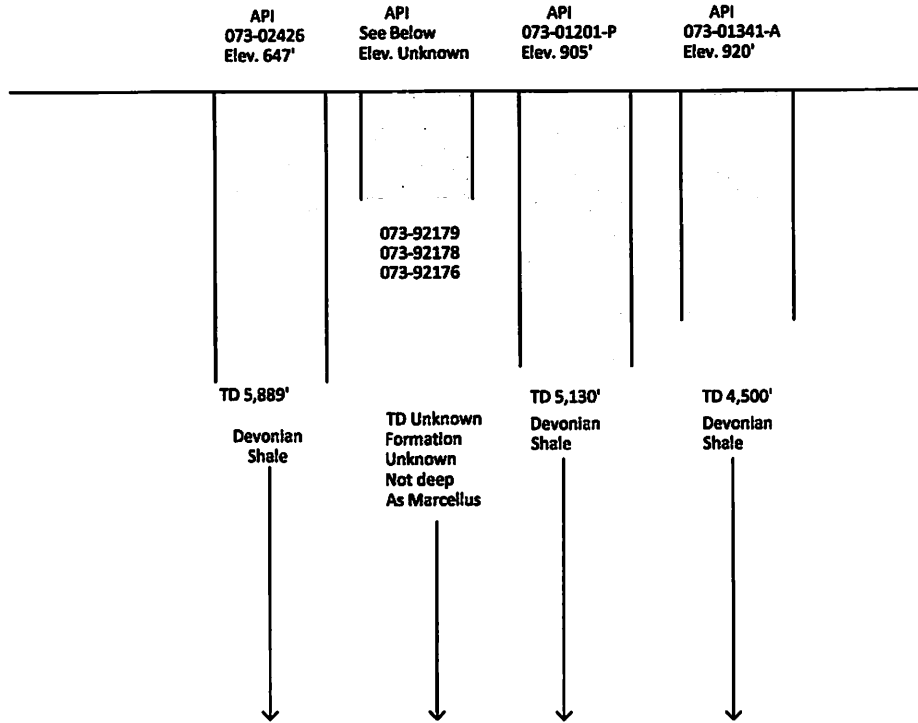 API
073-02426
Elev. 647'
API
See Below
Elev. Unknown
API
073-01201-P
Elev. 905'
API
073-01341-A
Elev. 920'
073-92179
073-92178
073-92176
TD 5,889'
Devonian
Shale
TD Unknown
Formation
Unknown
Not deep
As Marcellus
TD 5,130'
Devonian
Shale
TD 4,500'
Devonian
Shale